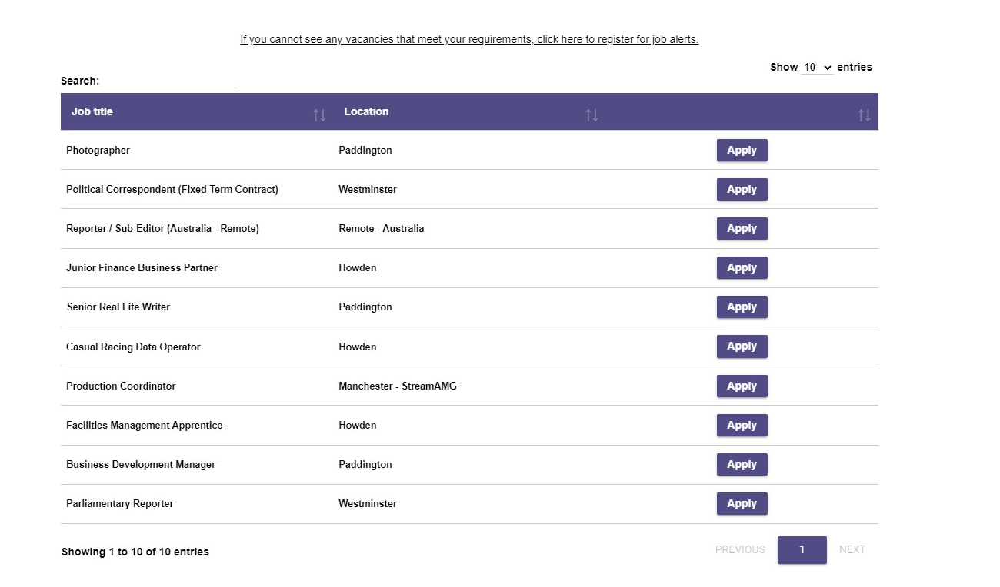 If you cannot see any vacancies that meet your requirements, click here to register for job alerts.
Show 10 entries
Search:
Job title Location
Photographer Paddington Apply
Political Correspondent (Fixed Term Contract) Westminster Apply
Reporter / Sub-Editor (Australia - Remote) Remote - Australia Apply
Junior Finance Business Partner Howden Apply
Senior Real Life Writer Paddington Apply
Casual Racing Data Operator Howden Apply
Production Coordinator Manchester - StreamAMG Apply
Facilities Management Apprentice Howden Apply
Business Development Manager Paddington Apply
Parliamentary Reporter Westminster Apply
Showing 1 to 10 of 10 entries PREVIOUS 1 NEXT